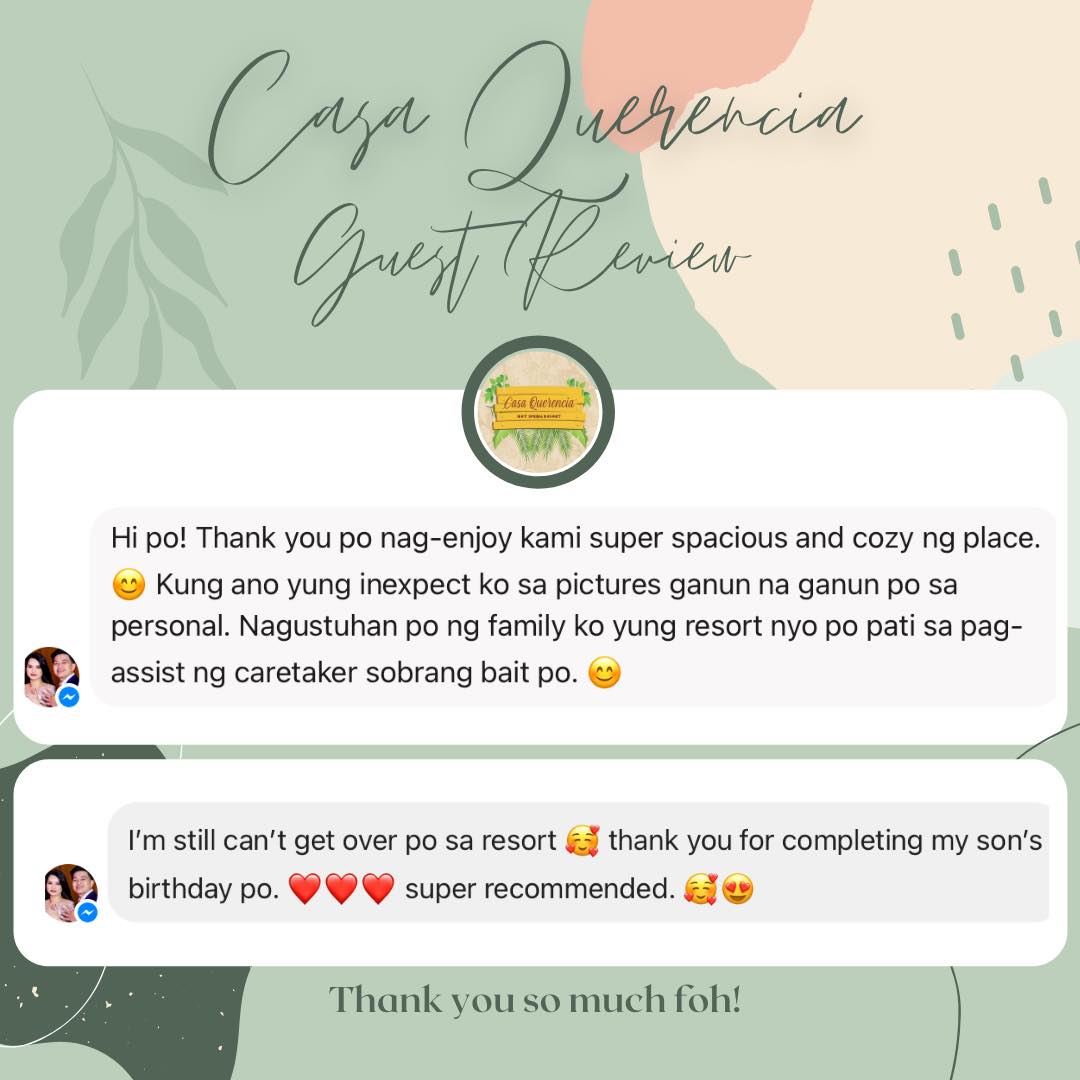 Casa Querencia
Guest Review
Casa Querencia
HOT SPRING RESORT
Hi po! Thank you po nag-enjoy kami super spacious and cozy ng place.
😊 Kung ano yung inexpect ko sa pictures ganun na ganun po sa
personal. Nagustuhan po ng family ko yung resort nyo po pati sa pag-
assist ng caretaker sobrang bait po. 😊
I'm still can't get over po sa resort 🥰 thank you for completing my son's
birthday po. ❤️❤️❤️ super recommended. 🥰😍
Thank you so much foh!